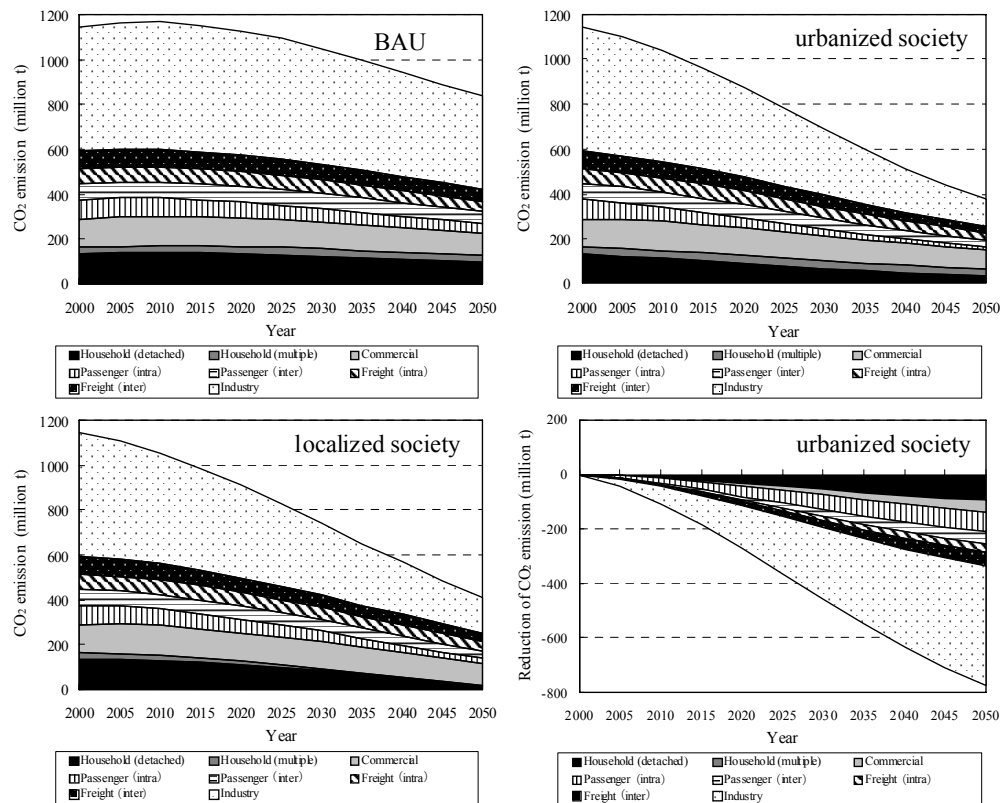 BAU
CO2 emission (million t)
1200
1000
800
600
400
200
0
2000 2005 2010 2015 2020 2025 2030 2035 2040 2045 2050
Year
Household (detached) Household (multiple) Commercial
Passenger (intra) Passenger (inter) Freight (intra)
Freight (inter) Industry
urbanized society
CO2 emission (million t)
1200
1000
800
600
400
200
0
2000 2005 2010 2015 2020 2025 2030 2035 2040 2045 2050
Year
Household (detached) Household (multiple) Commercial
Passenger (intra) Passenger (inter) Freight (intra)
Freight (inter) Industry
localized society
CO2 emission (million t)
1200
1000
800
600
400
200
0
2000 2005 2010 2015 2020 2025 2030 2035 2040 2045 2050
Year
Household (detached) Household (multiple) Commercial
Passenger (intra) Passenger (inter) Freight (intra)
Freight (inter) Industry
urbanized society
Reduction of CO2 emission (million t)
200
0
-200
-400
-600
-800
2000 2005 2010 2015 2020 2025 2030 2035 2040 2045 2050
Year
Household (detached) Household (multiple) Commercial
Passenger (intra) Passenger (inter) Freight (intra)
Freight (inter) Industry